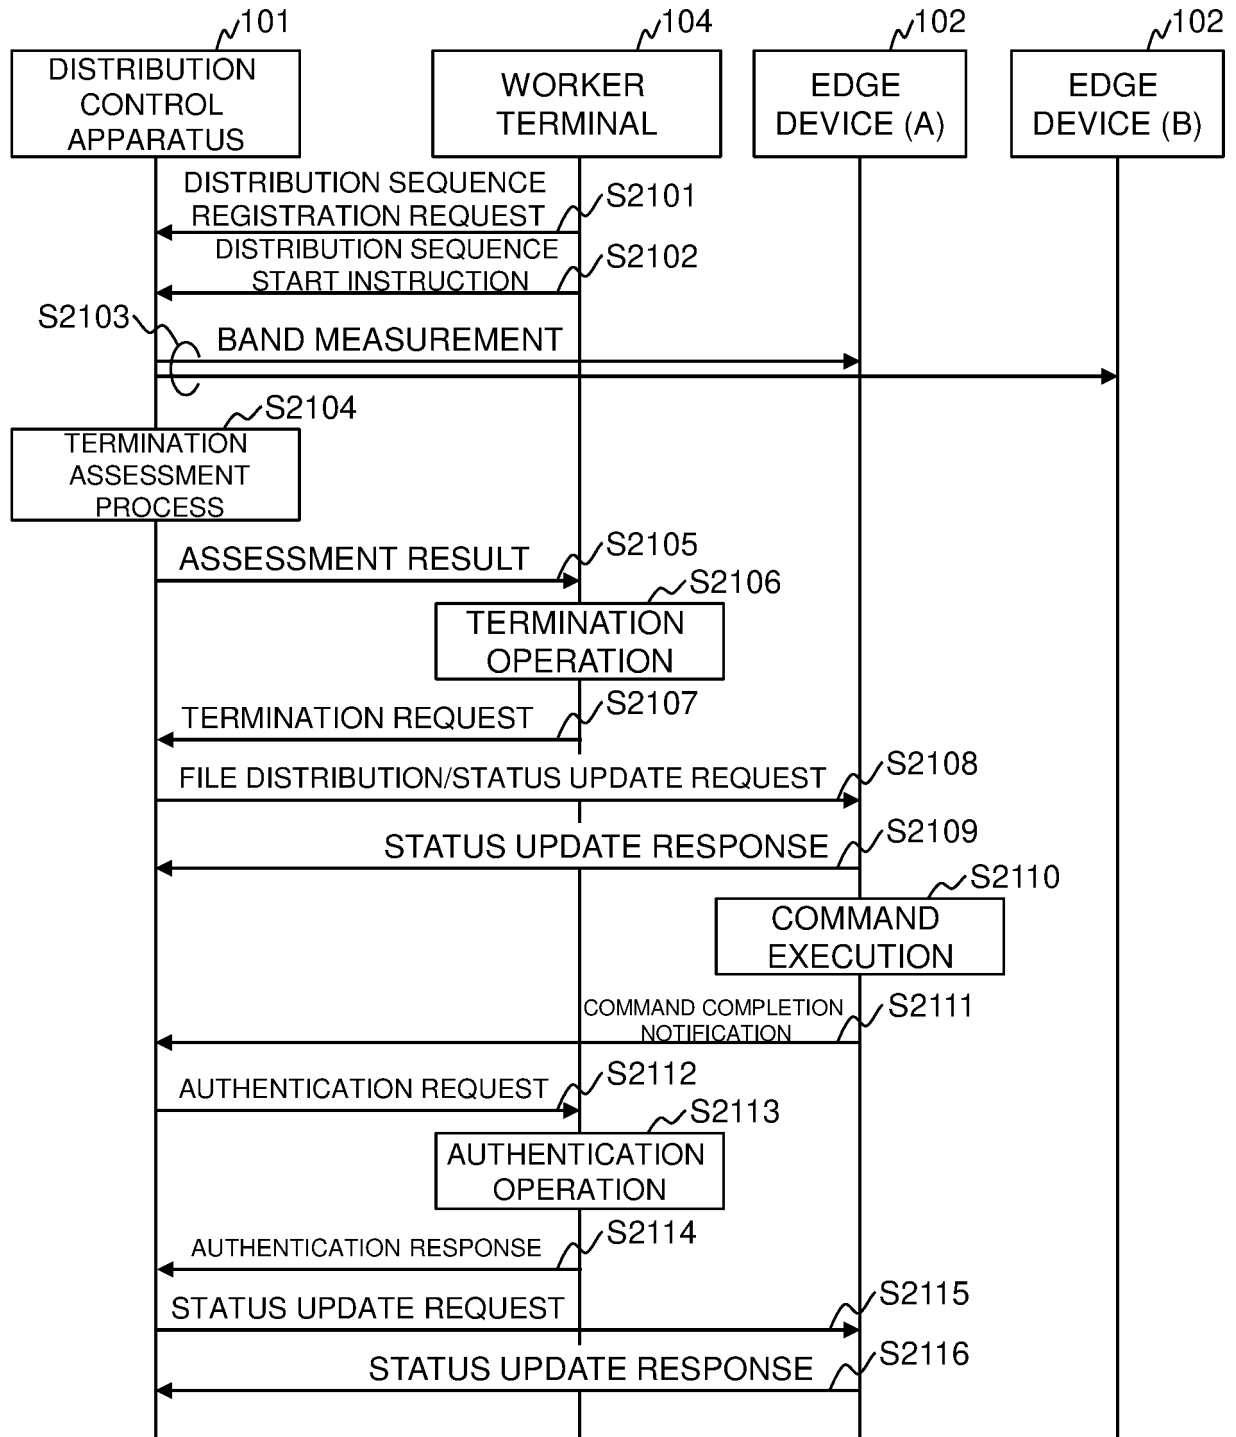 101
104
102
102
DISTRIBUTION
CONTROL
APPARATUS
WORKER
TERMINAL
EDGE
DEVICE (A)
EDGE
DEVICE (B)
DISTRIBUTION SEQUENCE
REGISTRATION REQUEST
S2101
DISTRIBUTION SEQUENCE
START INSTRUCTION
S2102
S2103
BAND MEASUREMENT
S2104
TERMINATION
ASSESSMENT
PROCESS
ASSESSMENT RESULT
S2105
S2106
TERMINATION
OPERATION
TERMINATION REQUEST
S2107
FILE DISTRIBUTION/STATUS UPDATE REQUEST
S2108
STATUS UPDATE RESPONSE
S2109
S2110
COMMAND
EXECUTION
COMMAND COMPLETION
NOTIFICATION
S2111
AUTHENTICATION REQUEST
S2112
S2113
AUTHENTICATION
OPERATION
AUTHENTICATION RESPONSE
S2114
STATUS UPDATE REQUEST
S2115
STATUS UPDATE RESPONSE
S2116